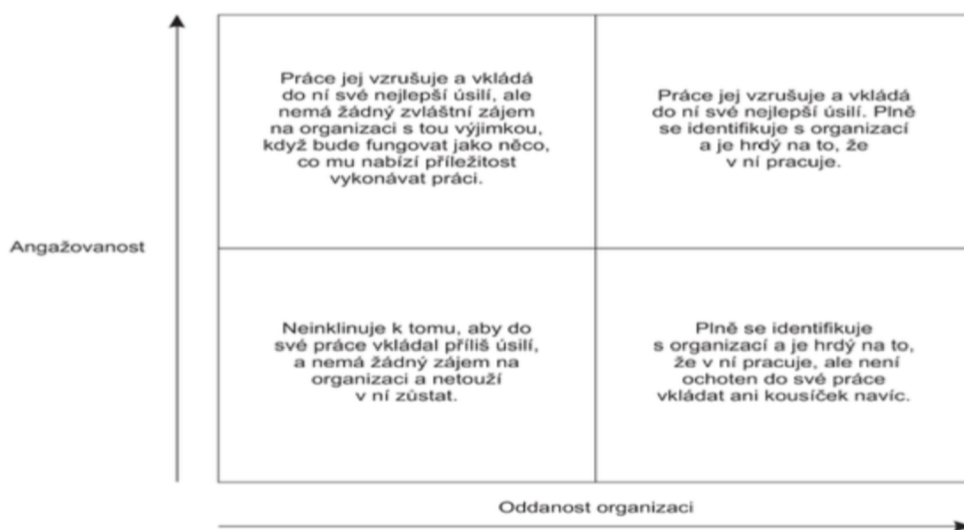 Práce jej vzrušuje a vkládá
do ní své nejlepší úsilí, ale
nemá žádný zvláštní zájem
na organizaci s tou výjimkou,
když bude fungovat jako něco,
co mu nabízí příležitost
vykonávat práci.
Práce jej vzrušuje a vkládá
do ní své nejlepší úsilí. Plně
se identifikuje s organizací
a je hrdý na to, že
v ní pracuje.
Angažovanost
Neinklinuje k tomu, aby do
své práce vkládal příliš úsilí,
a nemá žádný zájem na
organizaci a netouží
v ní zůstat.
Plně se identifikuje
s organizací a je hrdý na to,
že v ní pracuje, ale není
ochoten do své práce
vkládat ani kousíček navíc.
Oddanost organizaci